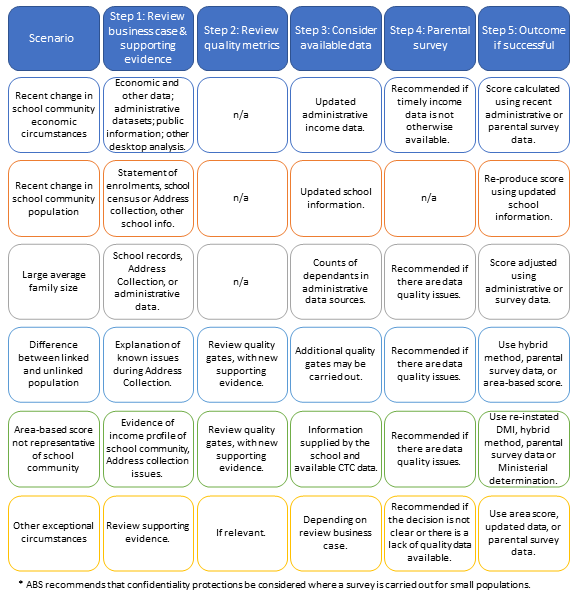 Scenario
Step 1: Review
business case &
supporting
evidence
Step 2: Review
quality metrics
Step 3: Consider
available data
Step 4: Parental
survey
Step 5: Outcome
if successful
Recent change in
school community
economic
circumstances
Economic and
other data;
administrative
datasets; public
information; other
desktop analysis.
n/a
Updated
administrative
income data.
Recommended if
timely income
data is not
otherwise
available.
Score calculated
using recent
administrative or
parental survey
data.
Recent change in
school community
population
Statement of
enrolments, school
census or Address
collection, other
school info.
n/a
Updated school
information.
n/a
Re-produce score
using updated
school
information.
Large average
family size
School records,
Address
Collection, or
administrative
data.
n/a
Counts of
dependants in
administrative
data sources.
Recommended if
there are data
quality issues.
Score adjusted
using
administrative or
survey data.
Difference
between linked
and unlinked
population
Explanation of
known issues
during Address
Collection.
Review quality
gates, with new
supporting
evidence.
Additional quality
gates may be
carried out.
Recommended if
there are data
quality issues.
Use hybrid
method, parental
survey data, or
area-based score.
Area-based score
not representative
of school
community
Evidence of
income profile of
school community,
Address collection
issues.
Review quality
gates, with new
supporting
evidence.
Information
supplied by the
school and
available CTC data.
Recommended if
there are data
quality issues.
Use re-instated
DMI, hybrid
method, parental
survey data or
Ministerial
determination.
Other exceptional
circumstances
Review supporting
evidence.
If relevant.
Depending on
review business
case.
Recommended if
the decision is not
clear or there is a
lack of quality data
available.
Use area score,
updated data, or
parental survey
data.
* ABS recommends that confidentiality protections be considered where a survey is carried out for small populations.